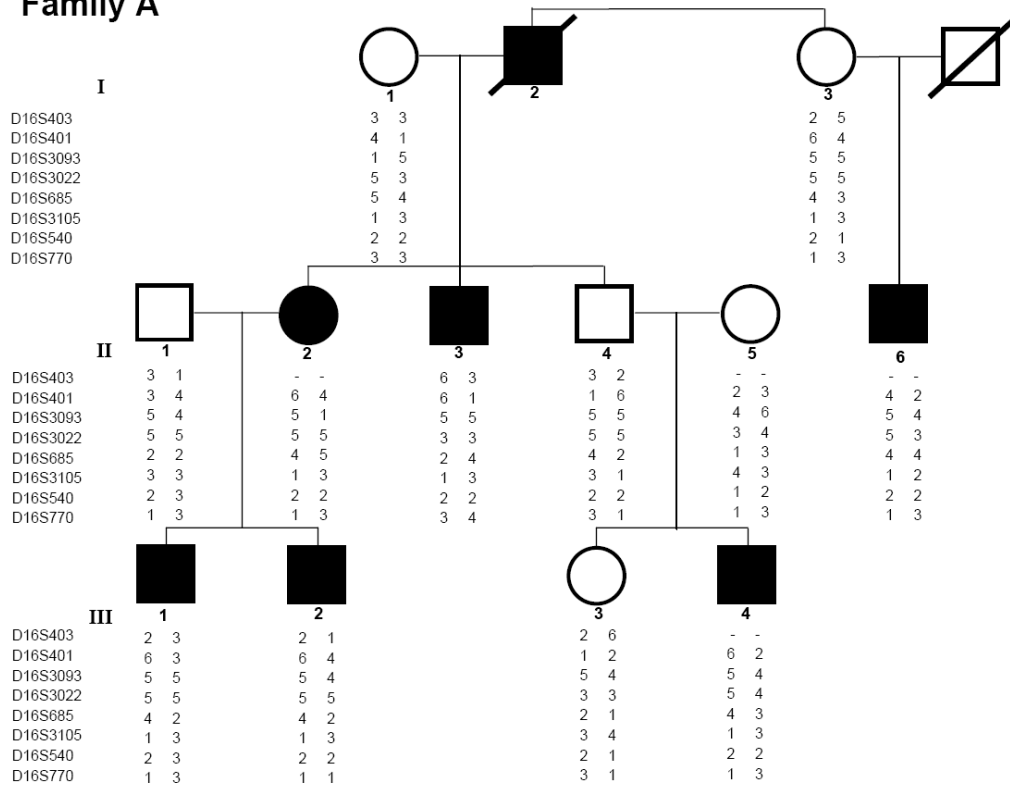 Family A
I
1 2 3
D16S403 3 3 2 5
D16S401 4 1 6 4
D16S3093 1 5 5 5
D16S3022 5 3 5 5
D16S685 5 4 4 3
D16S3105 1 3 1 3
D16S540 2 2 2 1
D16S770 3 3 1 3
II
1 2 3 4 5 6
D16S403 3 1 - - 6 3 3 2 - - - -
D16S401 3 4 6 4 6 1 1 6 2 3 4 2
D16S3093 5 4 5 1 5 5 5 5 4 6 5 4
D16S3022 5 5 5 5 3 3 5 5 3 4 5 3
D16S685 2 2 4 5 2 4 4 2 1 3 4 4
D16S3105 3 3 1 3 1 3 3 1 4 3 1 2
D16S540 2 3 2 2 2 2 2 2 1 2 2 2
D16S770 1 3 1 3 3 4 3 1 1 3 1 3
III
1 2 3 4
D16S403 2 3 2 1 2 6 - -
D16S401 6 3 6 4 1 2 6 2
D16S3093 5 5 5 4 5 4 5 4
D16S3022 5 5 5 5 3 3 5 4
D16S685 4 2 4 2 2 1 4 3
D16S3105 1 3 1 3 3 4 1 3
D16S540 2 3 2 2 2 1 2 2
D16S770 1 3 1 1 3 1 1 3